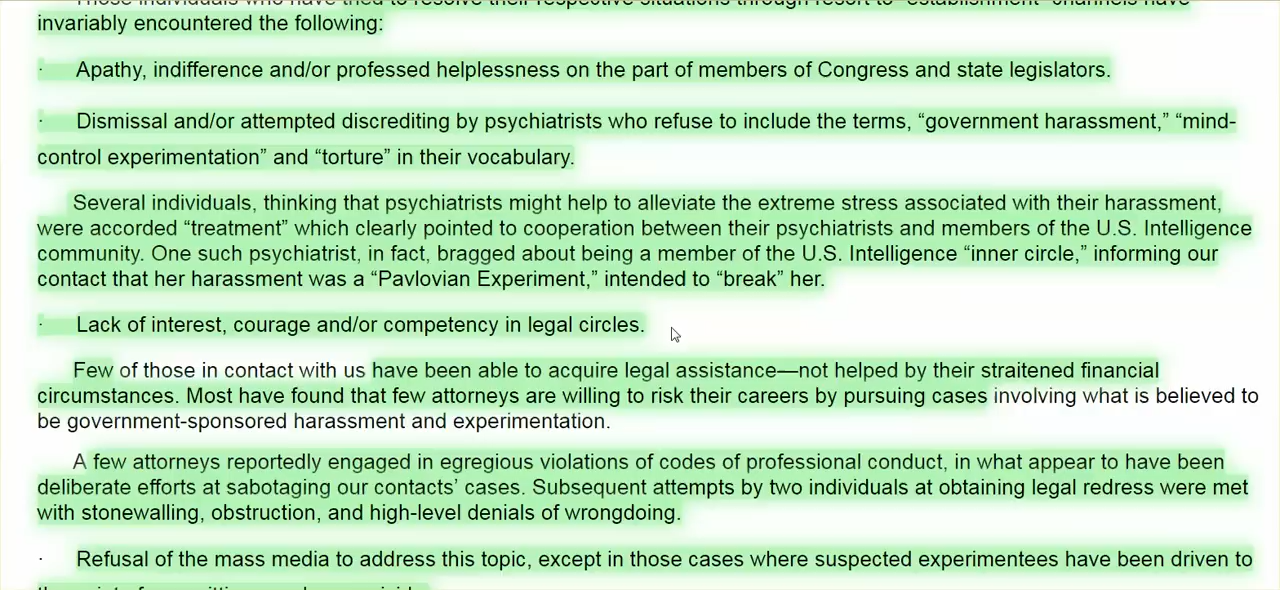 invariably encountered the following:
· Apathy, indifference and/or professed helplessness on the part of members of Congress and state legislators.
· Dismissal and/or attempted discrediting by psychiatrists who refuse to include the terms, “government harassment,” “mind-
control experimentation” and “torture” in their vocabulary.
Several individuals, thinking that psychiatrists might help to alleviate the extreme stress associated with their harassment,
were accorded “treatment” which clearly pointed to cooperation between their psychiatrists and members of the U.S. Intelligence
community. One such psychiatrist, in fact, bragged about being a member of the U.S. Intelligence “inner circle,” informing our
contact that her harassment was a “Pavlovian Experiment,” intended to “break” her.
· Lack of interest, courage and/or competency in legal circles.
Few of those in contact with us have been able to acquire legal assistance—not helped by their straitened financial
circumstances. Most have found that few attorneys are willing to risk their careers by pursuing cases involving what is believed to
be government-sponsored harassment and experimentation.
A few attorneys reportedly engaged in egregious violations of codes of professional conduct, in what appear to have been
deliberate efforts at sabotaging our contacts’ cases. Subsequent attempts by two individuals at obtaining legal redress were met
with stonewalling, obstruction, and high-level denials of wrongdoing.
· Refusal of the mass media to address this topic, except in those cases where suspected experimentees have been driven to